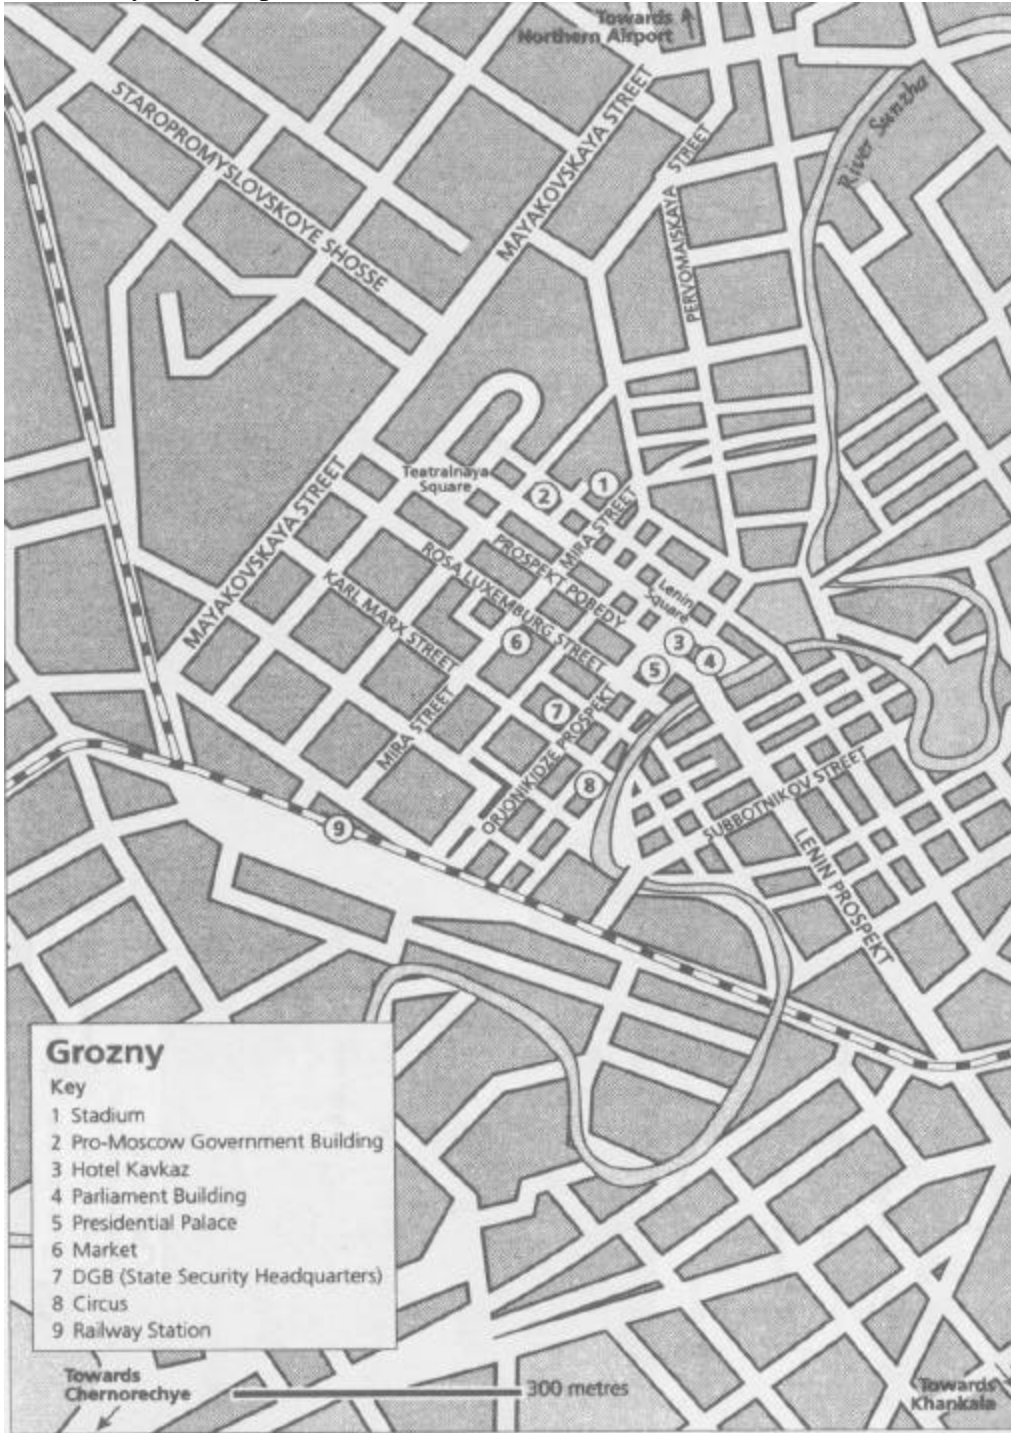 Towards
Northern Airport
River Sunzha
STAROPROMYSLOVSKOYE SHOSSE
MAYAKOVSKAYA STREET
PERVOMAISKAYA STREET
Teatralnaya
Square
2
1
MIRA STREET
MAYAKOVSKAYA STREET
PROSPEKT POBEDY
ROSA LUXEMBURG STREET
KARL MARX STREET
Lenin
Square
6
3
4
5
MIRA STREET
7
ORJONIKIDZE PROSPEKT
8
9
SUBBOTNIKOV STREET
LENIN PROSPEKT
Grozny
Key
1 Stadium
2 Pro-Moscow Government Building
3 Hotel Kavkaz
4 Parliament Building
5 Presidential Palace
6 Market
7 DGB (State Security Headquarters)
8 Circus
9 Railway Station
Towards
Chernorechye
300 metres
Towards
Khankala